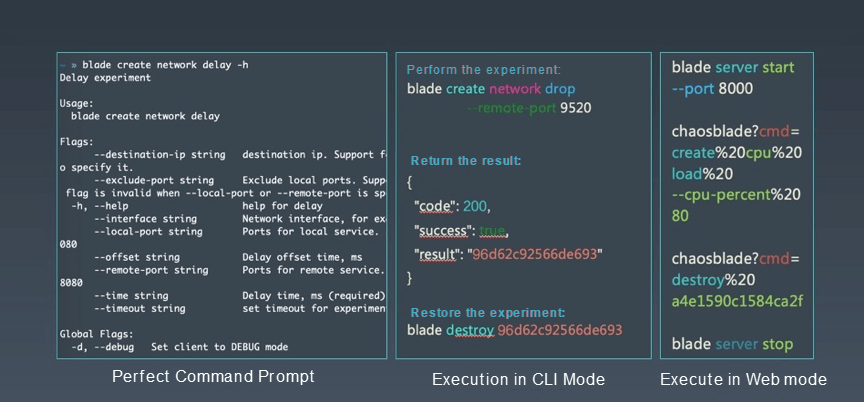 ~ » blade create network delay -h
Delay experiment
Usage:
blade create network delay
Flags:
--destination-ip string destination ip. Support f
o specify it.
--exclude-port string Exclude local ports. Supp
flag is invalid when --local-port or --remote-port is sp
-h, --help help for delay
--interface string Network interface, for ex
--local-port string Ports for local service.
080
--offset string Delay offset time, ms
--remote-port string Ports for remote service.
8080
--time string Delay time, ms (required)
--timeout string set timeout for experimen
Global Flags:
-d, --debug Set client to DEBUG mode
Perfect Command Prompt
Perform the experiment:
blade create network drop
--remote-port 9520
Return the result:
{
"code": 200,
"success": true,
"result": "96d62c92566de693"
}
Restore the experiment:
blade destroy 96d62c92566de693
Execution in CLI Mode
blade server start
--port 8000
chaosblade?cmd=
create%20cpu%20
load%20
--cpu-percent%20
80
chaosblade?cmd=
destroy%20
a4e1590c1584ca2f
blade server stop
Execute in Web mode